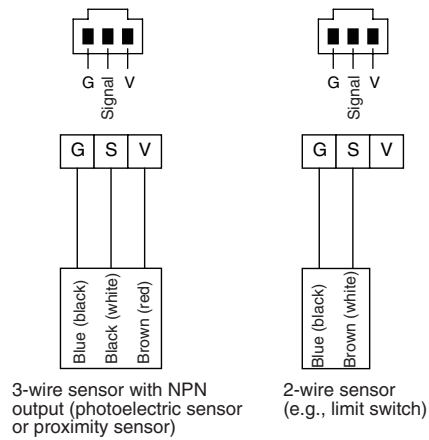 G Signal V
G S V
Blue (black)
Black (white)
Brown (red)
3-wire sensor with NPN
output (photoelectric sensor
or proximity sensor)
G Signal V
G S V
Blue (black)
Brown (white)
2-wire sensor
(e.g., limit switch)